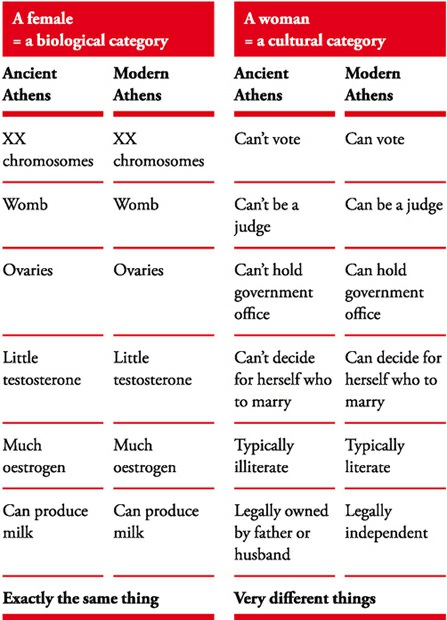 A female
= a biological category
A woman
= a cultural category
Ancient
Athens
Modern
Athens
Ancient
Athens
Modern
Athens
XX
chromosomes
XX
chromosomes
Can't vote
Can vote
Womb
Womb
Can't be a
judge
Can be a judge
Ovaries
Ovaries
Can't hold
government
office
Can hold
government
office
Little
testosterone
Little
testosterone
Can't decide
for herself who
to marry
Can decide for
herself who to
marry
Much
oestrogen
Much
oestrogen
Typically
illiterate
Typically
literate
Can produce
milk
Can produce
milk
Legally owned
by father or
husband
Legally
independent
Exactly the same thing
Very different things